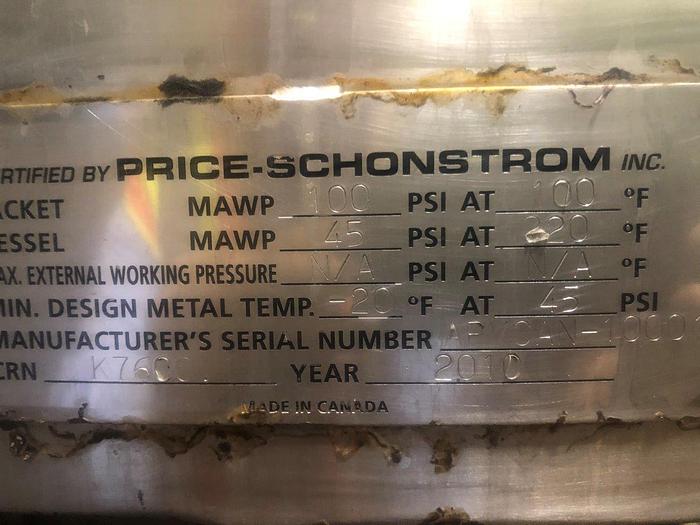 RTIFIED BY PRICE-SCHONSTROM INC.
ACKET MAWP 100 PSI AT 100 °F
ESSEL MAWP 45 PSI AT 220 °F
AX. EXTERNAL WORKING PRESSURE N/A PSI AT N/A °F
MIN. DESIGN METAL TEMP. -20 °F AT 45 PSI
MANUFACTURER'S SERIAL NUMBER
CRN YEAR 2010
MADE IN CANADA